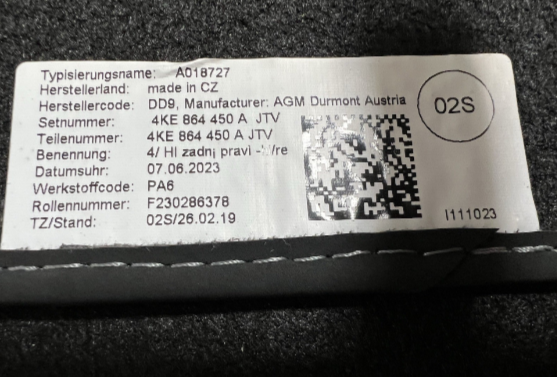 Typisierungsname: A018727
Herstellerland: made in CZ
Herstellercode: DD9, Manufacturer: AGM Durmont Austria
02S
Setnummer: 4KE 864 450 A JTV
Teilenummer: 4KE 864 450 A JTV
Benennung: 4/ HI zadní pravi
Datumsuhr: 07.06.2023
Werkstoffcode: PA6
Rollennummer: F230286378
TZ/Stand: 02S/26.02.19
I111023